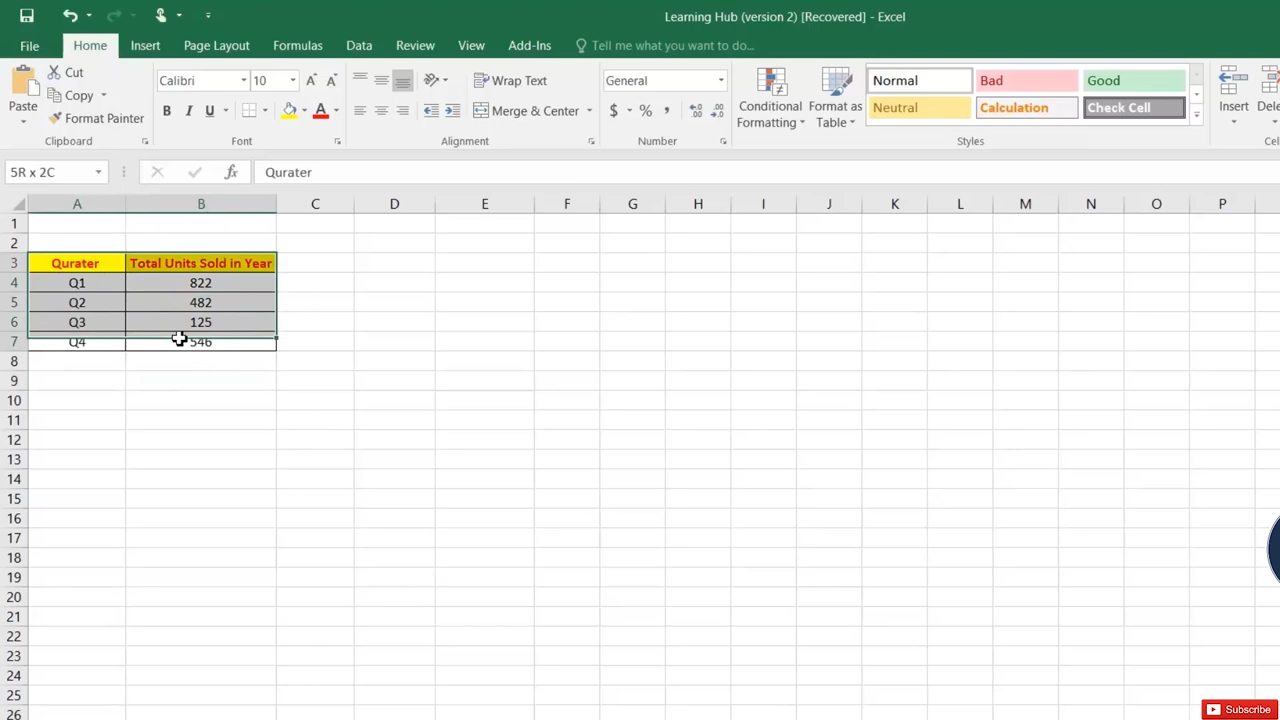 Learning Hub (version 2) [Recovered] - Excel
File Home Insert Page Layout Formulas Data Review View Add-Ins Tell me what you want to do...
Paste
Cut
Copy
Format Painter
Clipboard
Calibri 10
B I U
Font
Wrap Text
Merge & Center
Alignment
General
$ % ,
Number
Conditional Formatting
Format as Table
Normal Bad Good
Neutral Calculation Check Cell
Styles
Insert
5R x 2C fx Qurater
A B C D E F G H I J K L M N O P
1
2
3 Qurater Total Units Sold in Year
4 Q1 822
5 Q2 482
6 Q3 125
7 Q4 546
8
9
10
11
12
13
14
15
16
17
18
19
20
21
22
23
24
25
26
Subscribe